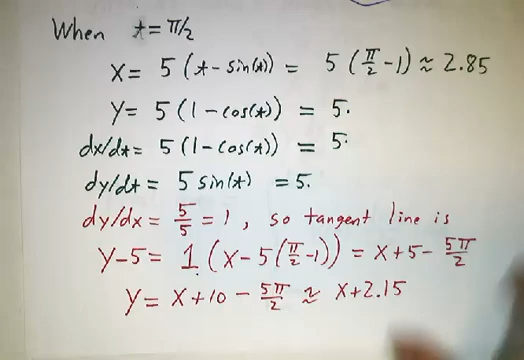 When t = π/2
X = 5 (t - sin(t)) = 5 (π/2 - 1) ≈ 2.85
Y = 5 (1 - cos(t)) = 5.
dx/dt = 5 (1 - cos(t)) = 5.
dy/dt = 5 sin(t) = 5.
dy/dx = 5/5 = 1, so tangent line is
Y - 5 = 1 (X - 5 (π/2 - 1)) = X + 5 - 5π/2
Y = X + 10 - 5π/2 ≈ X + 2.15